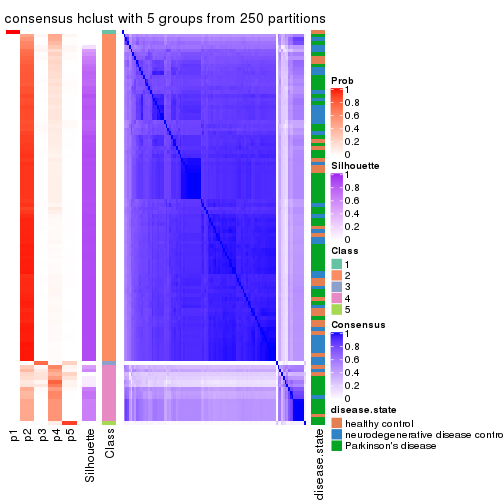 consensus hclust with 5 groups from 250 partitions
Prob
1
0.8
0.6
0.4
0.2
0
Silhouette
1
0.8
0.6
0.4
0.2
0
Class
1
2
3
4
5
Consensus
1
0.8
0.6
0.4
0.2
0
disease.state
healthy control
neurodegenerative disease contro
Parkinson's disease
p1
p2
p3
p4
p5
Silhouette
Class
disease.state